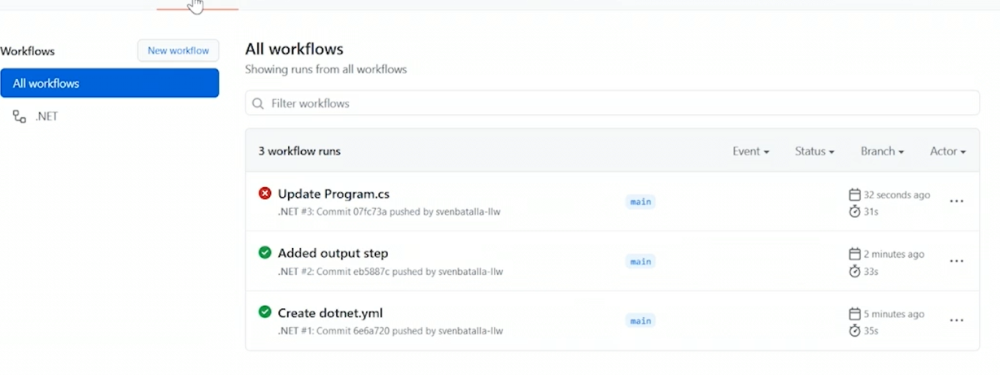 Workflows
New workflow
All workflows
.NET
All workflows
Showing runs from all workflows
Filter workflows
3 workflow runs
Event
Status
Branch
Actor
Update Program.cs
.NET #3: Commit 07fc73a pushed by svenbatalla-llw
main
32 seconds ago
31s
Added output step
.NET #2: Commit eb5887c pushed by svenbatalla-llw
main
2 minutes ago
33s
Create dotnet.yml
.NET #1: Commit 6e6a720 pushed by svenbatalla-llw
main
5 minutes ago
35s